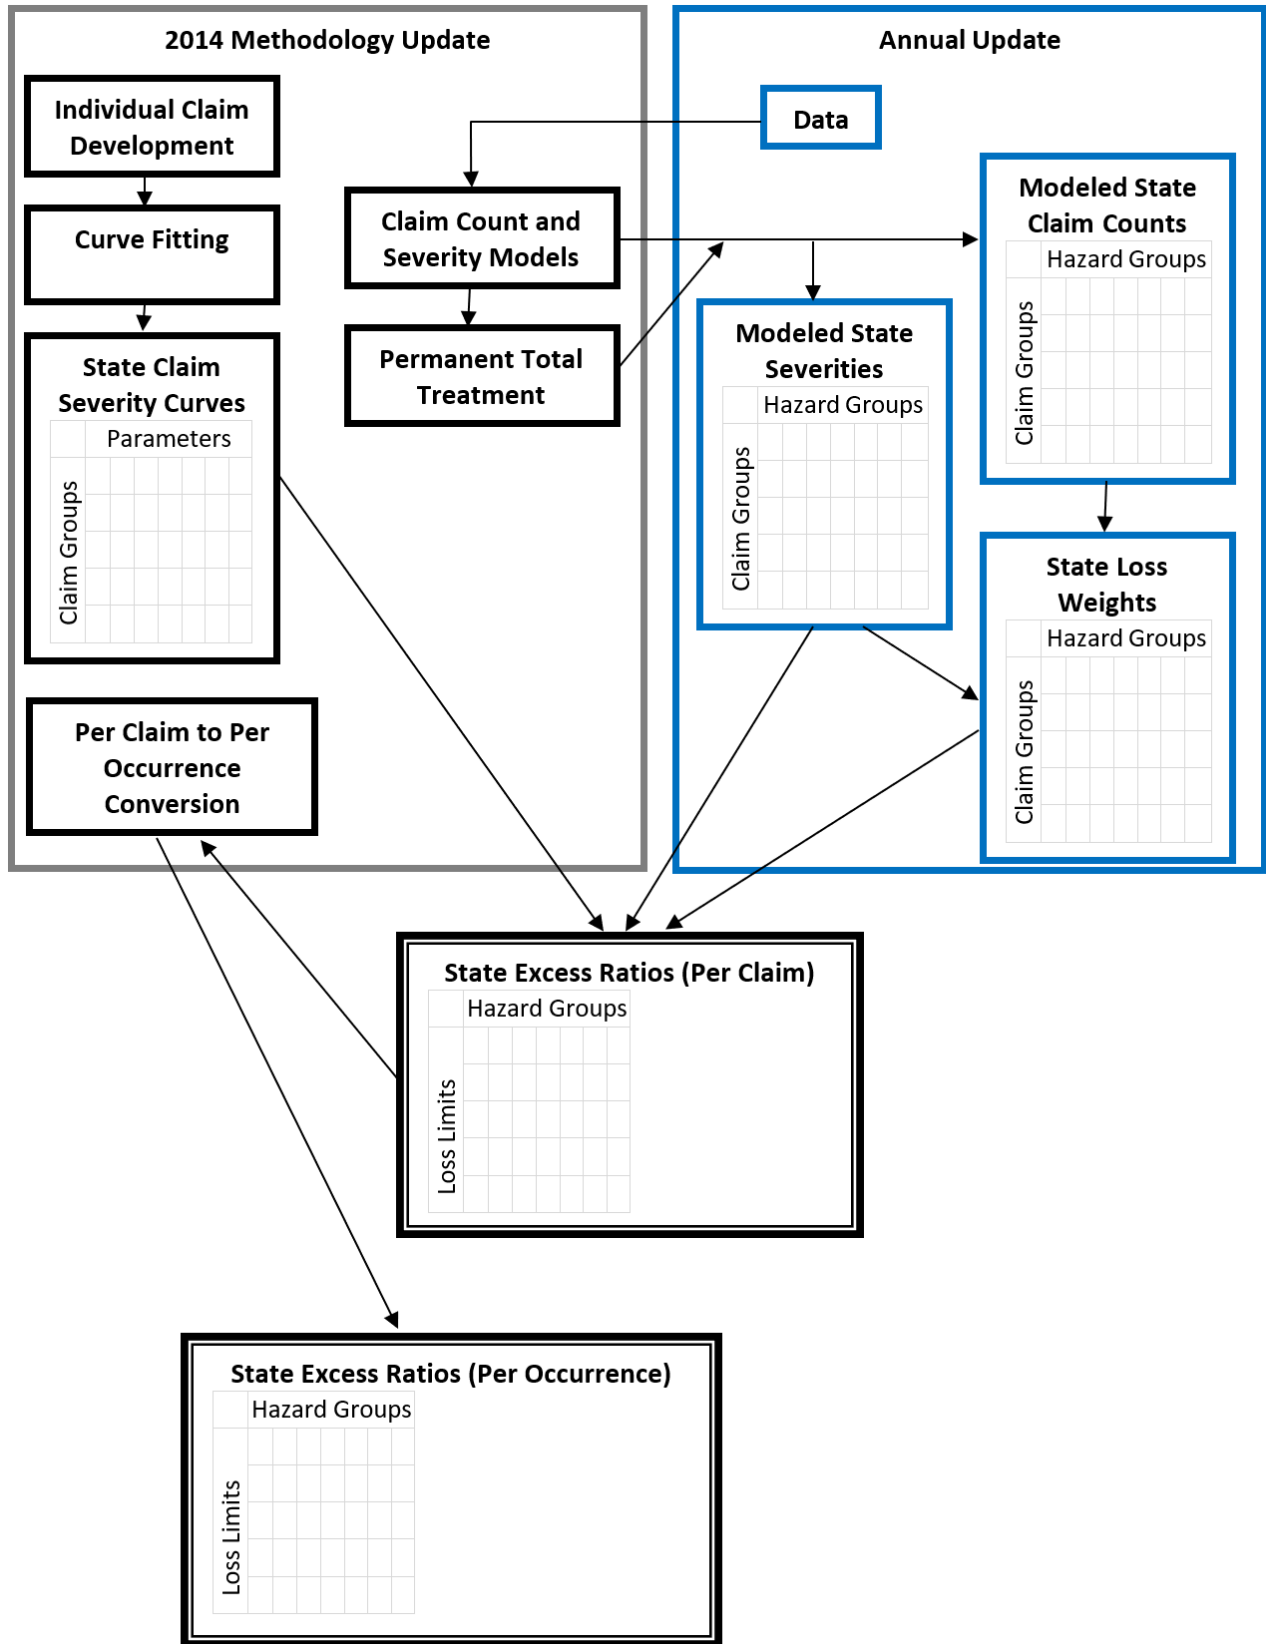 2014 Methodology Update
Individual Claim
Development
Curve Fitting
State Claim
Severity Curves
Parameters
Claim Groups
Claim Count and
Severity Models
Permanent Total
Treatment
Per Claim to Per
Occurrence
Conversion
Annual Update
Data
Modeled State
Claim Counts
Hazard Groups
Claim Groups
Modeled State
Severities
Hazard Groups
Claim Groups
State Loss
Weights
Hazard Groups
Claim Groups
State Excess Ratios (Per Claim)
Hazard Groups
Loss Limits
State Excess Ratios (Per Occurrence)
Hazard Groups
Loss Limits